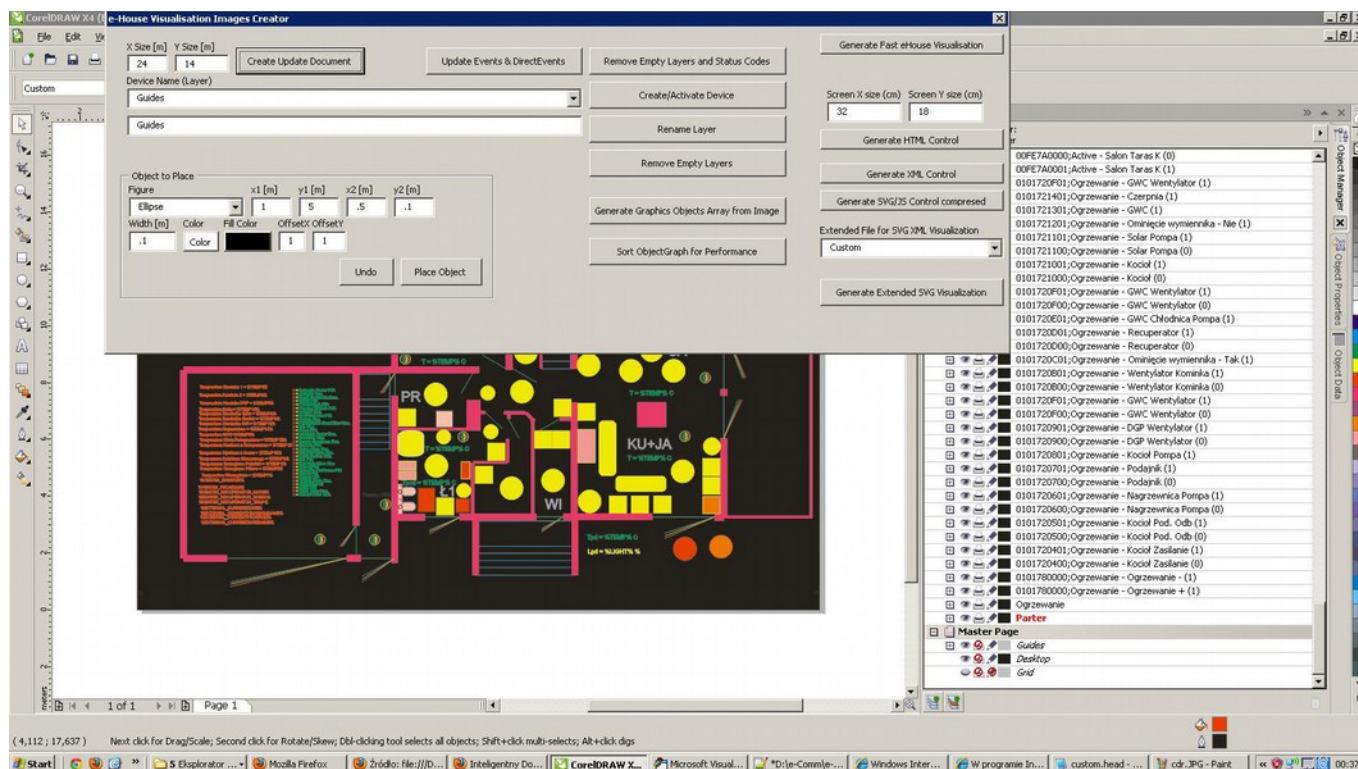 CorelDRAW X4 (
e-House Visualisation Images Creator
File Edit
X Size [m] Y Size [m]
24 14
Create Update Document
Update Events & DirectEvents
Remove Empty Layers and Status Codes
Generate Fast eHouse Visualisation
Device Name (Layer)
Guides
Create/Activate Device
Screen X size (cm) Screen Y size (cm)
32 18
Custom
Guides
Rename Layer
Generate HTML Control
Remove Empty Layers
Generate XML Control
Object to Place
Figure x1 [m] y1 [m] x2 [m] y2 [m]
Ellipse 1 5 .5 .1
Generate Graphics Objects Array from Image
Generate SVG/JS Control compresed
Width [m] Color Fill Color OffsetX OffsetY
.1 Color 1 1
Extended File for SVG XML Visualization
Custom
Sort ObjectGraph for Performance
Undo Place Object
Generate Extended SVG Visualization
00FE7A0000;Active - Salon Taras K (0)
00FE7A0001;Active - Salon Taras K (1)
0101720F01;Ogrzewanie - GWC Wentylator (1)
0101721401;Ogrzewanie - Czerpnia (1)
0101721301;Ogrzewanie - GWC (1)
0101721201;Ogrzewanie - Ominięcie wymiennika - Nie (1)
0101721101;Ogrzewanie - Solar Pompa (1)
0101721100;Ogrzewanie - Solar Pompa (0)
0101721001;Ogrzewanie - Kocioł (1)
0101721000;Ogrzewanie - Kocioł (0)
0101720F01;Ogrzewanie - GWC Wentylator (1)
0101720F00;Ogrzewanie - GWC Wentylator (0)
0101720E01;Ogrzewanie - GWC Chłodnica Pompa (1)
0101720D01;Ogrzewanie - Recuperator (1)
0101720D00;Ogrzewanie - Recuperator (0)
0101720C01;Ogrzewanie - Ominięcie wymiennika - Tak (1)
0101720B01;Ogrzewanie - Wentylator Kominka (1)
0101720B00;Ogrzewanie - Wentylator Kominka (0)
0101720F01;Ogrzewanie - GWC Wentylator (1)
0101720F00;Ogrzewanie - GWC Wentylator (0)
0101720901;Ogrzewanie - DGP Wentylator (1)
0101720900;Ogrzewanie - DGP Wentylator (0)
0101720801;Ogrzewanie - Kocioł Pompa (1)
0101720701;Ogrzewanie - Podajnik (1)
0101720700;Ogrzewanie - Podajnik (0)
0101720601;Ogrzewanie - Nagrzewnica Pompa (1)
0101720600;Ogrzewanie - Nagrzewnica Pompa (0)
0101720501;Ogrzewanie - Kocioł Pod. Odb (1)
0101720500;Ogrzewanie - Kocioł Pod. Odb (0)
0101720401;Ogrzewanie - Kocioł Zasilanie (1)
0101720400;Ogrzewanie - Kocioł Zasilanie (0)
0101780000;Ogrzewanie - Ogrzewanie - (1)
0101780000;Ogrzewanie - Ogrzewanie + (1)
Ogrzewanie
Parter
Master Page
Guides
Desktop
Grid
Object Manager
Object Properties
Object Data
PR
KU+JA
Ł1
WI
meters
1 of 1 Page 1
( 4,112 ; 17,637 ) Next click for Drag/Scale; Second click for Rotate/Skew; Dbl-clicking tool selects all objects; Shift+click multi-selects; Alt+click digs
Start 5 Eksplorator ... Mozilla Firefox Źródło: file:///D... Inteligentny Do... CorelDRAW X... Microsoft Visual... *D:\e-Comm\e-... Windows Inter... W programie In... custom.head - ... cdr.JPG - Paint 00:37